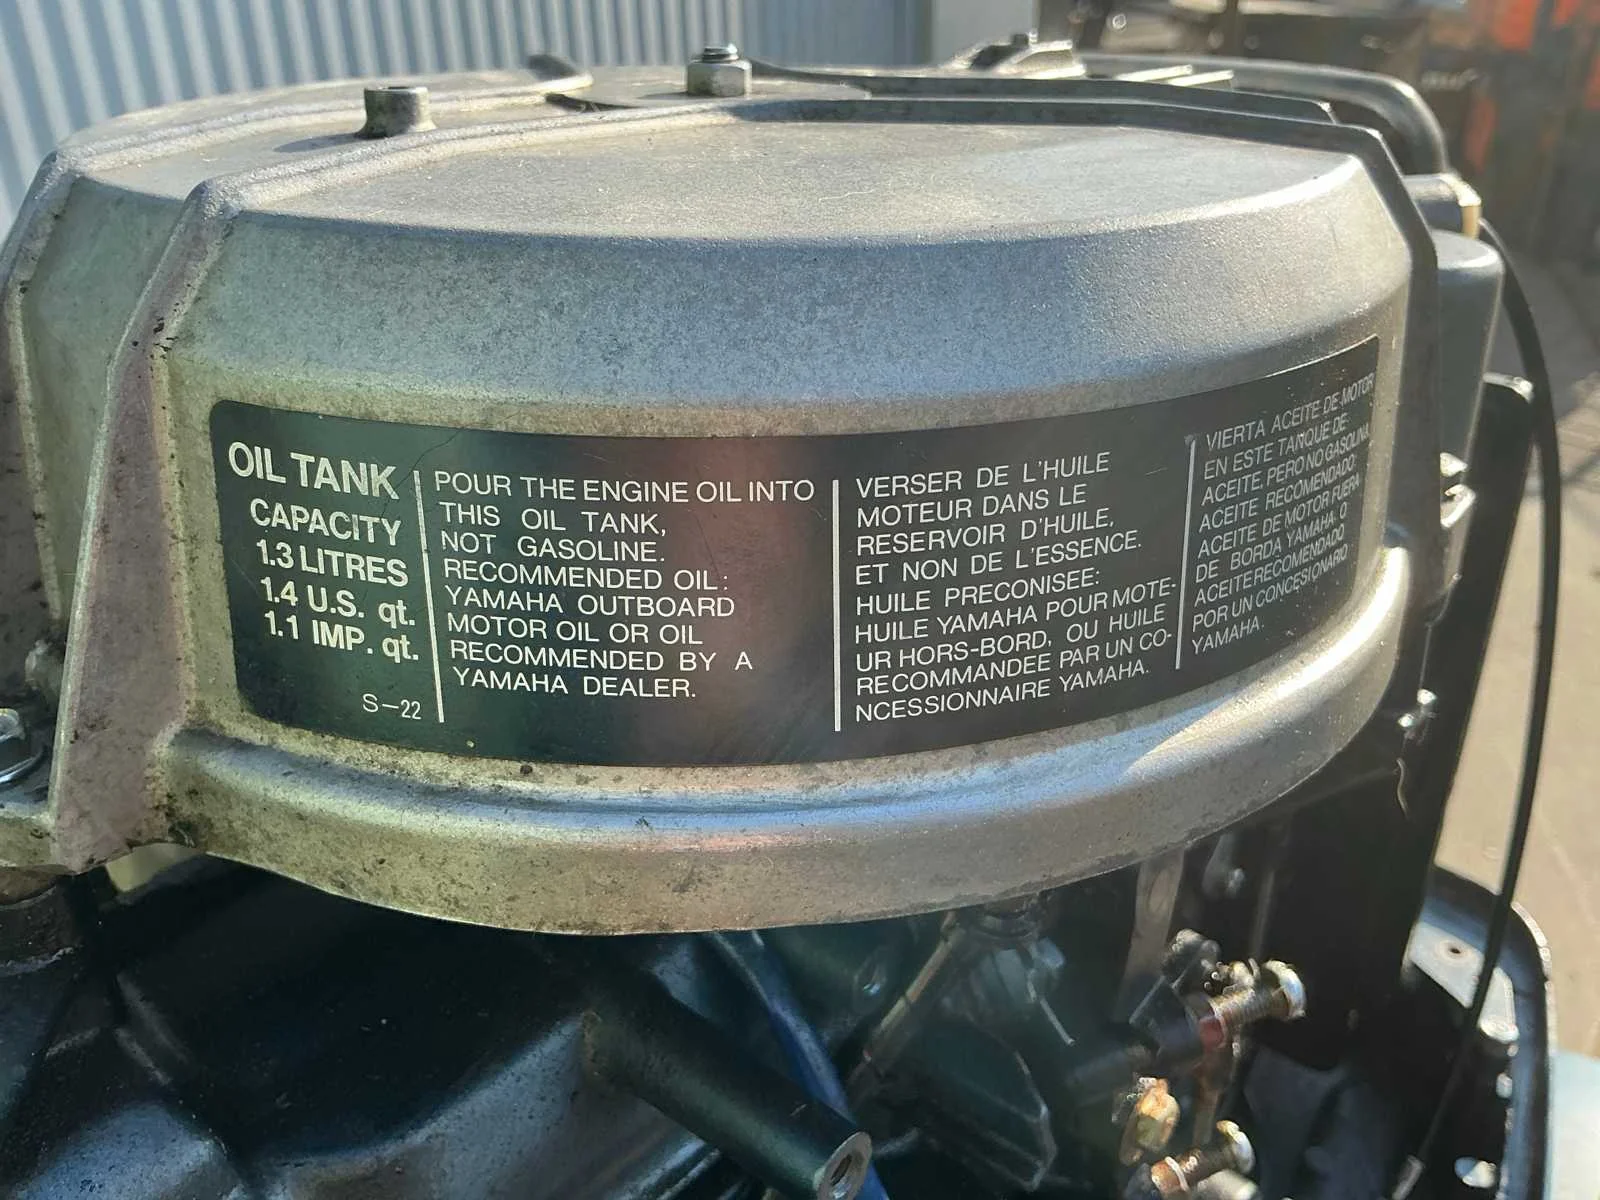 OIL TANK
CAPACITY
1.3 LITRES
1.4 U.S. qt.
1.1 IMP. qt.
S-22
POUR THE ENGINE OIL INTO
THIS OIL TANK,
NOT GASOLINE.
RECOMMENDED OIL:
YAMAHA OUTBOARD
MOTOR OIL OR OIL
RECOMMENDED BY A
YAMAHA DEALER.
VERSER DE L'HUILE
MOTEUR DANS LE
RESERVOIR D'HUILE,
ET NON DE L'ESSENCE.
HUILE PRECONISEE:
HUILE YAMAHA POUR MOTE-
UR HORS-BORD, OU HUILE
RECOMMANDEE PAR UN CO-
NCESSIONNAIRE YAMAHA.
VIERTA ACEITE DE MOTOR
EN ESTE TANQUE DE
ACEITE, PERO NO GASOLINA.
ACEITE RECOMENDADO:
ACEITE DE MOTOR FUERA
DE BORDA YAMAHA, O
ACEITE RECOMENDADO
POR UN CONCESIONARIO
YAMAHA.